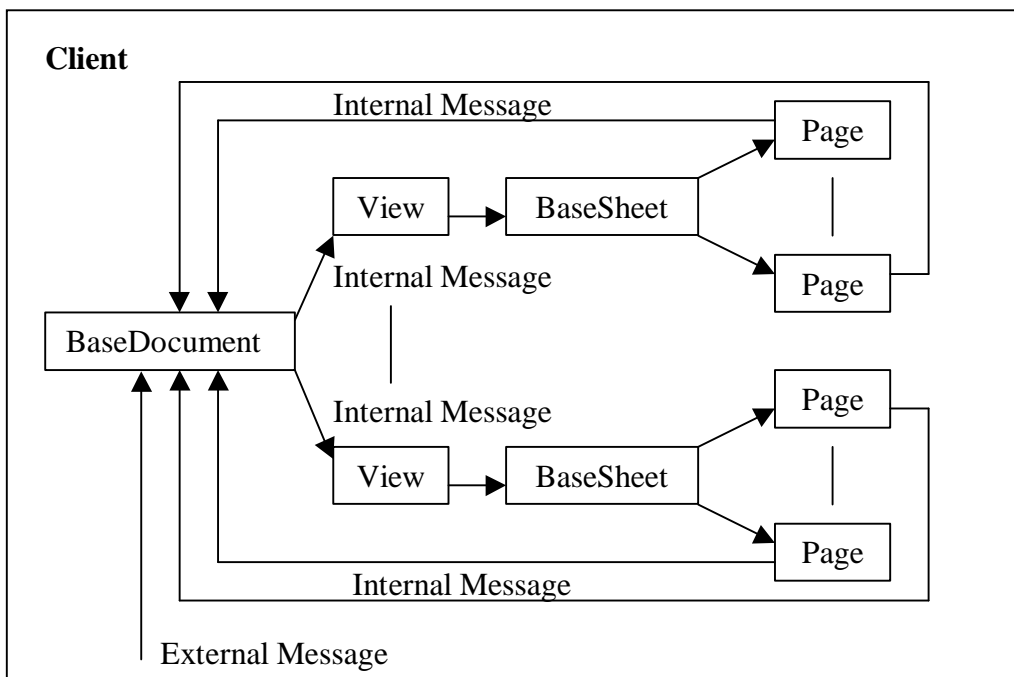 Client
Internal Message
Page
View
BaseSheet
Internal Message
Page
BaseDocument
Internal Message
Page
View
BaseSheet
Page
Internal Message
External Message